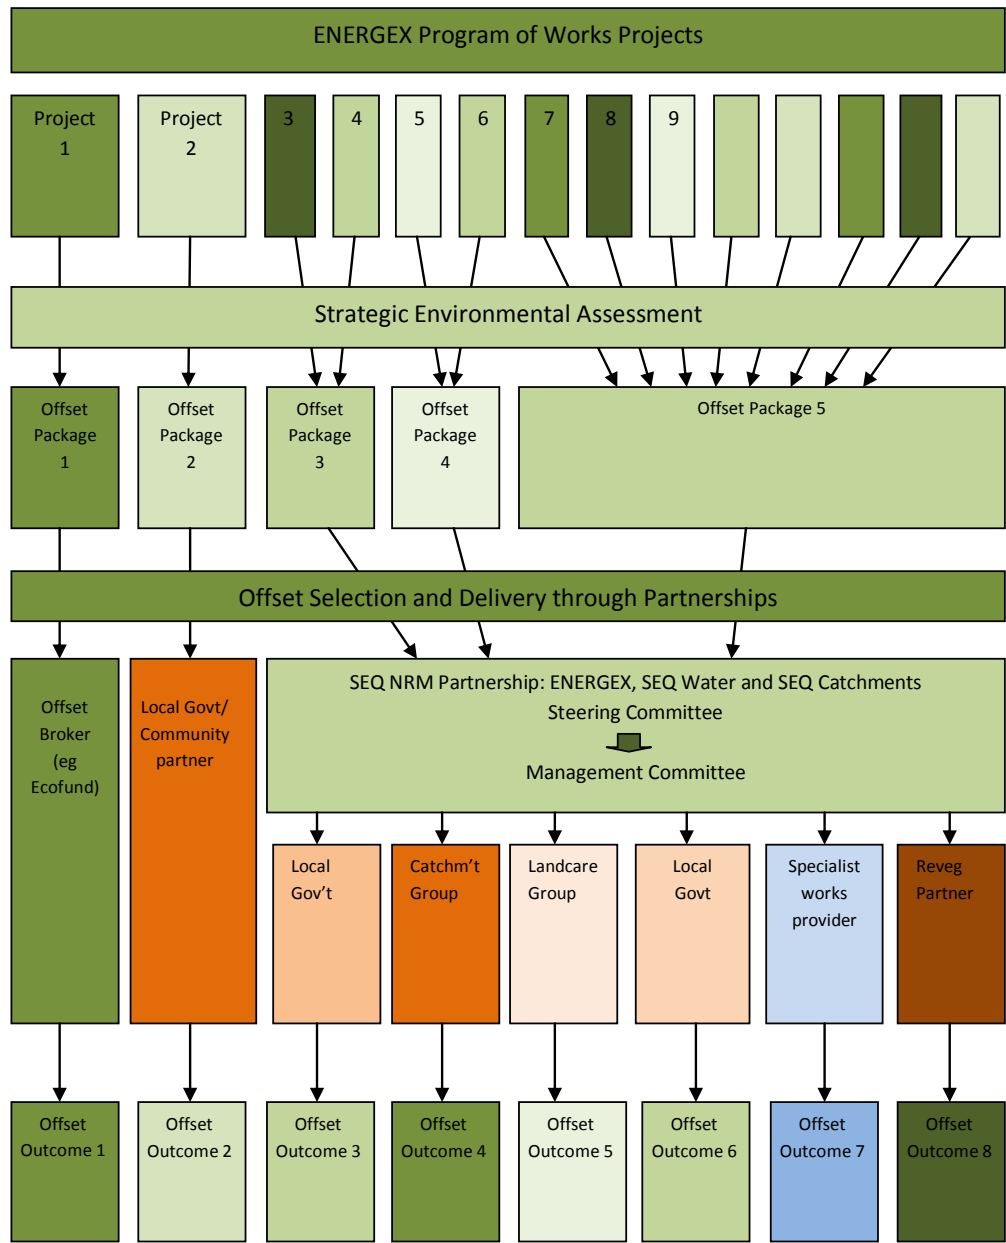 ENERGEX Program of Works Projects
Project
1
Project
2
3
4
5
6
7
8
9
Strategic Environmental Assessment
Offset
Package
1
Offset
Package
2
Offset
Package
3
Offset
Package
4
Offset Package 5
Offset Selection and Delivery through Partnerships
Offset
Broker
(eg
Ecofund)
Local Govt/
Community
partner
SEQ NRM Partnership: ENERGEX, SEQ Water and SEQ Catchments
Steering Committee
Management Committee
Local
Gov’t
Catchm’t
Group
Landcare
Group
Local
Govt
Specialist
works
provider
Reveg
Partner
Offset
Outcome 1
Offset
Outcome 2
Offset
Outcome 3
Offset
Outcome 4
Offset
Outcome 5
Offset
Outcome 6
Offset
Outcome 7
Offset
Outcome 8